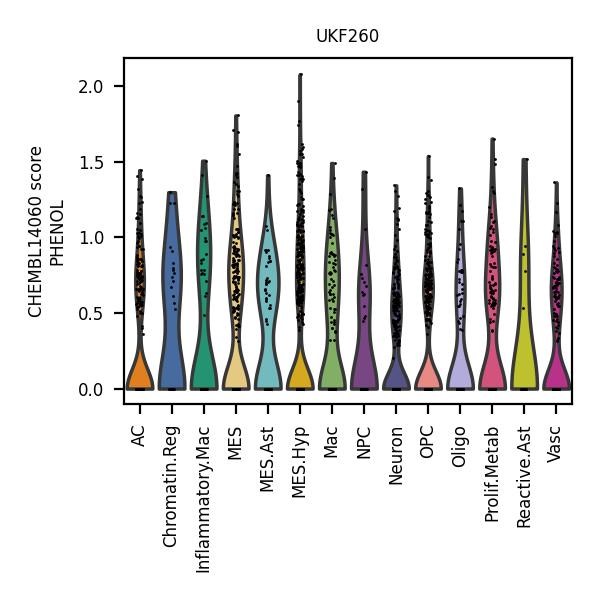 UKF260
CHEMBL14060 score
PHENOL
2.0
1.5
1.0
0.5
0.0
AC
Chromatin.Reg
Inflammatory.Mac
MES
MES.Ast
MES.Hyp
Mac
NPC
Neuron
OPC
Oligo
Prolif.Metab
Reactive.Ast
Vasc